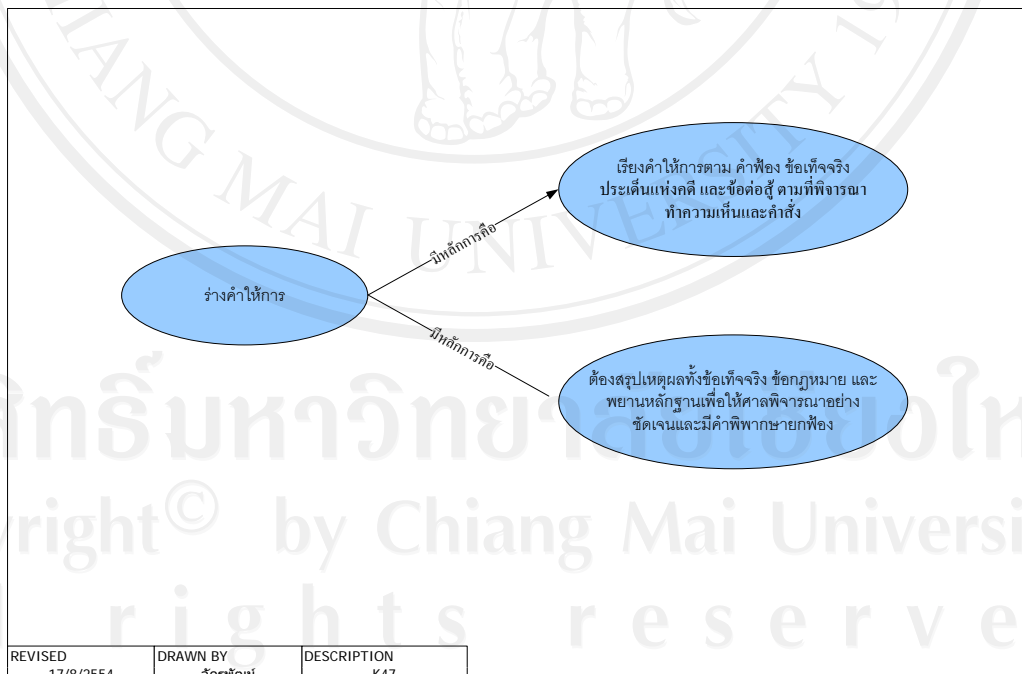 CHIANG MAI UNIVERSITY 19
เรียงคำให้การตาม คำฟ้อง ข้อเท็จจริง
ประเด็นแห่งคดี และข้อต่อสู้ ตามที่พิจารณา
ทำความเห็นและคำสั่ง
มีหลักการคือ
ร่างคำให้การ
มีหลักการคือ
ต้องสรุปเหตุผลทั้งข้อเท็จจริง ข้อกฎหมาย และ
พยานหลักฐานเพื่อให้ศาลพิจารณาอย่าง
ชัดเจนและมีคำพิพากษายกฟ้อง
สิทธิ์มหาวิทยาลัยเชียงให
yright© by Chiang Mai Universi
rights reserve
REVISED DRAWN BY DESCRIPTION
17/8/2554 K47